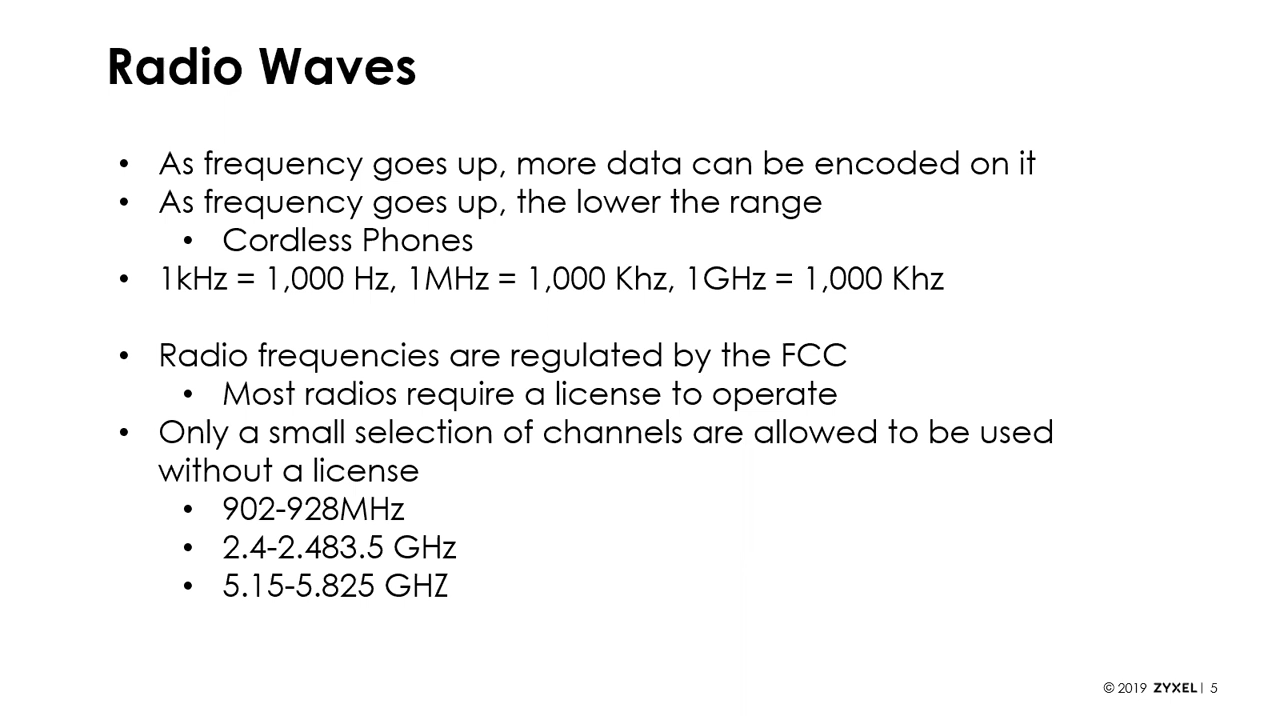 Radio Waves
• As frequency goes up, more data can be encoded on it
• As frequency goes up, the lower the range
• Cordless Phones
• 1kHz = 1,000 Hz, 1MHz = 1,000 Khz, 1GHz = 1,000 Khz
• Radio frequencies are regulated by the FCC
• Most radios require a license to operate
• Only a small selection of channels are allowed to be used
without a license
• 902-928MHz
• 2.4-2.483.5 GHz
• 5.15-5.825 GHZ
© 2019 ZYXEL | 5